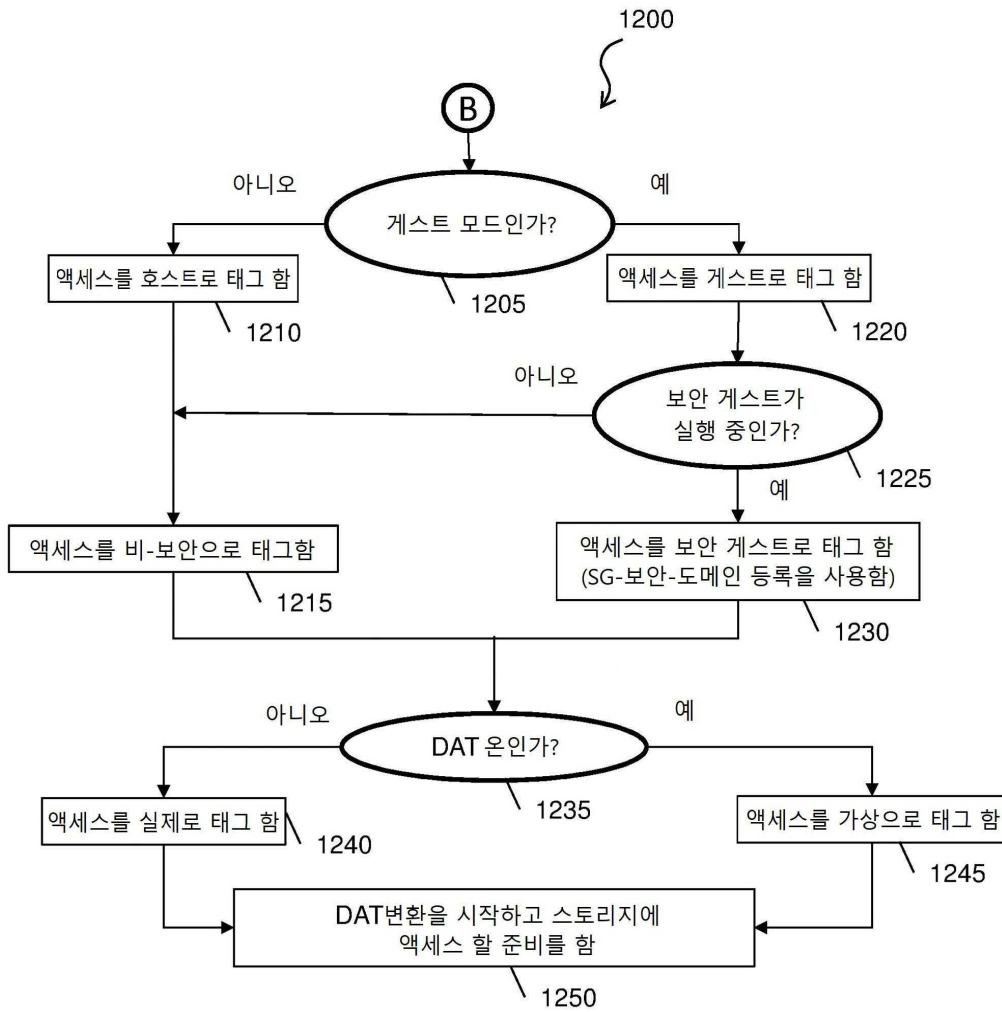 1200
B
아니오
예
게스트 모드인가?
1205
액세스를 호스트로 태그 함
1210
액세스를 게스트로 태그 함
1220
아니오
보안 게스트가
실행 중인가?
1225
예
액세스를 비-보안으로 태그함
1215
액세스를 보안 게스트로 태그 함
(SG-보안-도메인 등록을 사용함)
1230
아니오
예
DAT 온인가?
1235
액세스를 실제로 태그 함
1240
액세스를 가상으로 태그 함
1245
DAT변환을 시작하고 스토리지에
액세스 할 준비를 함
1250